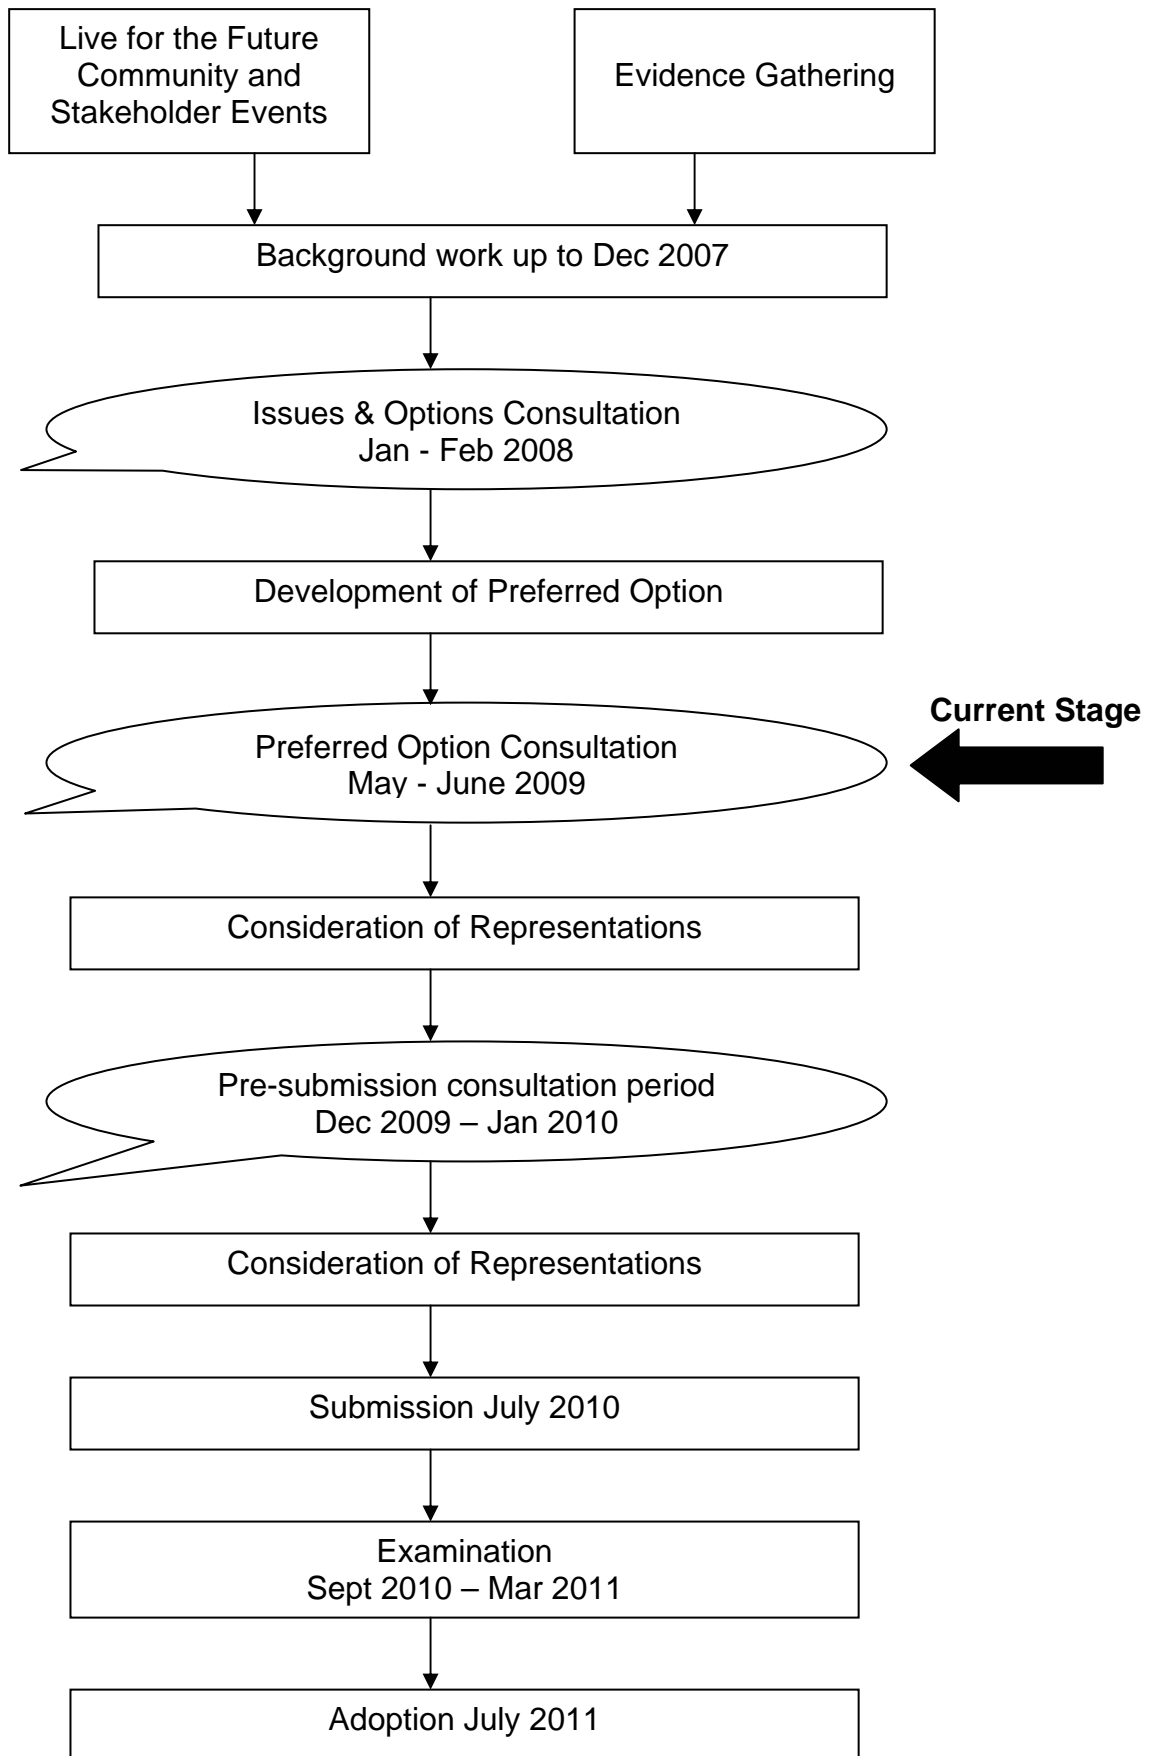 Live for the Future
Community and
Stakeholder Events
Evidence Gathering
Background work up to Dec 2007
Issues & Options Consultation
Jan - Feb 2008
Development of Preferred Option
Current Stage
Preferred Option Consultation
May - June 2009
Consideration of Representations
Pre-submission consultation period
Dec 2009 – Jan 2010
Consideration of Representations
Submission July 2010
Examination
Sept 2010 – Mar 2011
Adoption July 2011